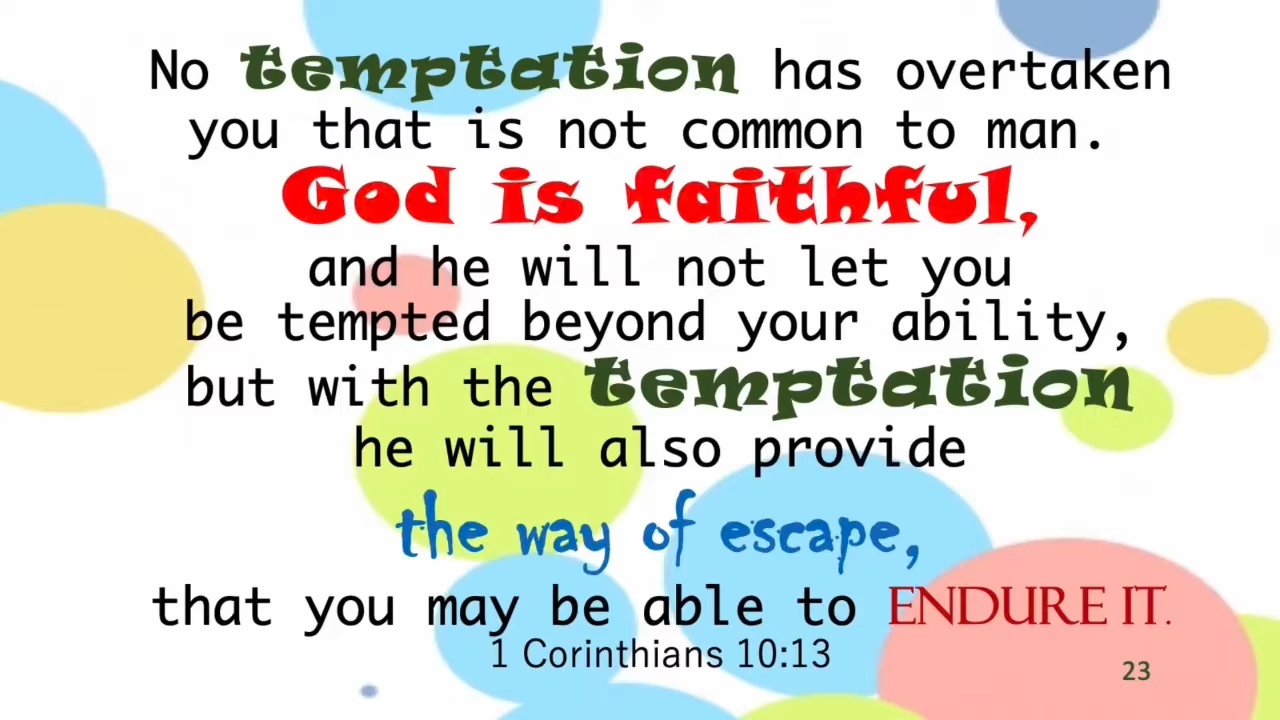 No temptation has overtaken
you that is not common to man.
God is faithful,
and he will not let you
be tempted beyond your ability,
but with the temptation
he will also provide
the way of escape,
that you may be able to ENDURE IT.
1 Corinthians 10:13
23